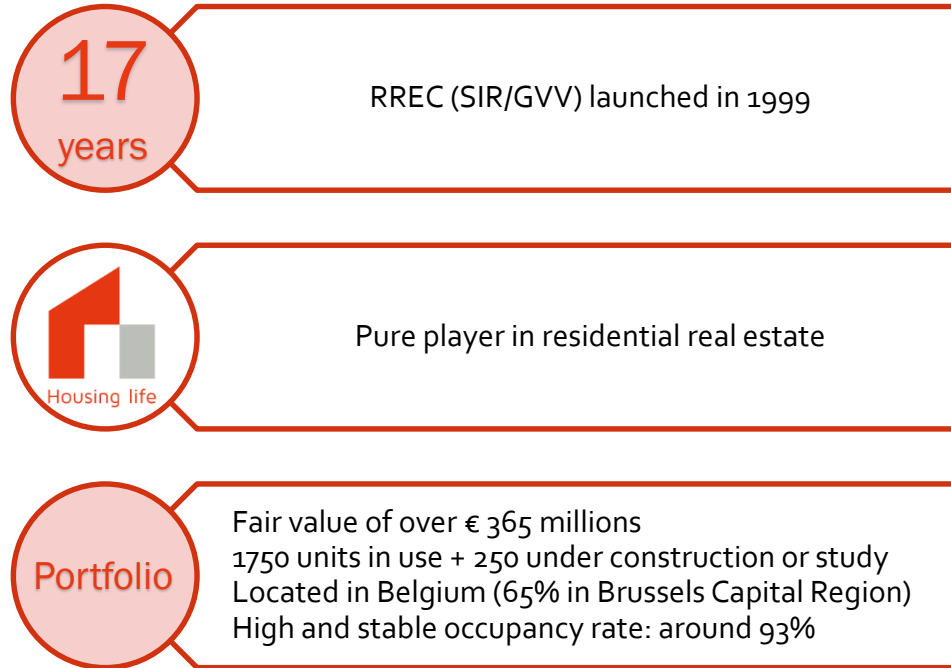 17
years
RREC (SIR/GVV) launched in 1999
Housing life
Pure player in residential real estate
Portfolio
Fair value of over € 365 millions
1750 units in use + 250 under construction or study
Located in Belgium (65% in Brussels Capital Region)
High and stable occupancy rate: around 93%